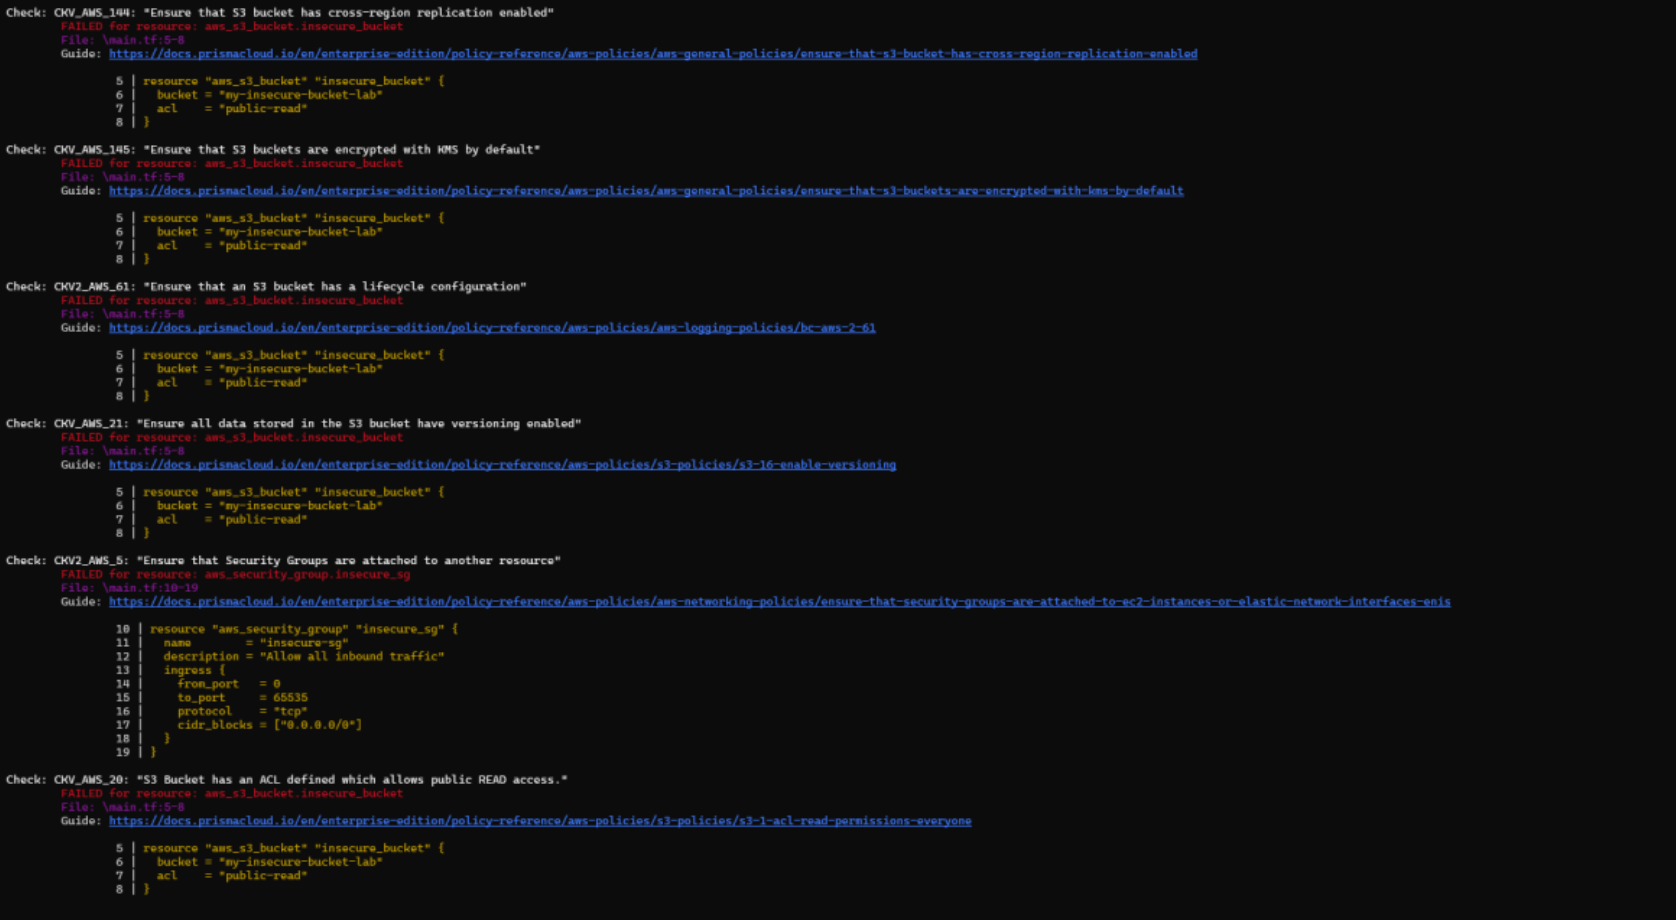 Check: CKV_AWS_144: "Ensure that S3 bucket has cross-region replication enabled"
FAILED for resource: aws_s3_bucket.insecure_bucket
File: \main.tf:5-8
Guide: https://docs.prismacloud.io/en/enterprise-edition/policy-reference/aws-policies/aws-general-policies/ensure-that-s3-bucket-has-cross-region-replication-enabled
5 | resource "aws_s3_bucket" "insecure_bucket" {
6 |   bucket = "my-insecure-bucket-lab"
7 |   acl    = "public-read"
8 | }
Check: CKV_AWS_145: "Ensure that S3 buckets are encrypted with KMS by default"
FAILED for resource: aws_s3_bucket.insecure_bucket
File: \main.tf:5-8
Guide: https://docs.prismacloud.io/en/enterprise-edition/policy-reference/aws-policies/aws-general-policies/ensure-that-s3-buckets-are-encrypted-with-kms-by-default
5 | resource "aws_s3_bucket" "insecure_bucket" {
6 |   bucket = "my-insecure-bucket-lab"
7 |   acl    = "public-read"
8 | }
Check: CKV2_AWS_61: "Ensure that an S3 bucket has a lifecycle configuration"
FAILED for resource: aws_s3_bucket.insecure_bucket
File: \main.tf:5-8
Guide: https://docs.prismacloud.io/en/enterprise-edition/policy-reference/aws-policies/aws-logging-policies/bc-aws-2-61
5 | resource "aws_s3_bucket" "insecure_bucket" {
6 |   bucket = "my-insecure-bucket-lab"
7 |   acl    = "public-read"
8 | }
Check: CKV_AWS_21: "Ensure all data stored in the S3 bucket have versioning enabled"
FAILED for resource: aws_s3_bucket.insecure_bucket
File: \main.tf:5-8
Guide: https://docs.prismacloud.io/en/enterprise-edition/policy-reference/aws-policies/s3-policies/s3-16-enable-versioning
5 | resource "aws_s3_bucket" "insecure_bucket" {
6 |   bucket = "my-insecure-bucket-lab"
7 |   acl    = "public-read"
8 | }
Check: CKV2_AWS_5: "Ensure that Security Groups are attached to another resource"
FAILED for resource: aws_security_group.insecure_sg
File: \main.tf:10-19
Guide: https://docs.prismacloud.io/en/enterprise-edition/policy-reference/aws-policies/aws-networking-policies/ensure-that-security-groups-are-attached-to-ec2-instances-or-elastic-network-interfaces-enis
10 | resource "aws_security_group" "insecure_sg" {
11 |   name        = "insecure-sg"
12 |   description = "Allow all inbound traffic"
13 |   ingress {
14 |     from_port   = 0
15 |     to_port     = 65535
16 |     protocol    = "tcp"
17 |     cidr_blocks = ["0.0.0.0/0"]
18 |   }
19 | }
Check: CKV_AWS_20: "S3 Bucket has an ACL defined which allows public READ access."
FAILED for resource: aws_s3_bucket.insecure_bucket
File: \main.tf:5-8
Guide: https://docs.prismacloud.io/en/enterprise-edition/policy-reference/aws-policies/s3-policies/s3-1-acl-read-permissions-everyone
5 | resource "aws_s3_bucket" "insecure_bucket" {
6 |   bucket = "my-insecure-bucket-lab"
7 |   acl    = "public-read"
8 | }